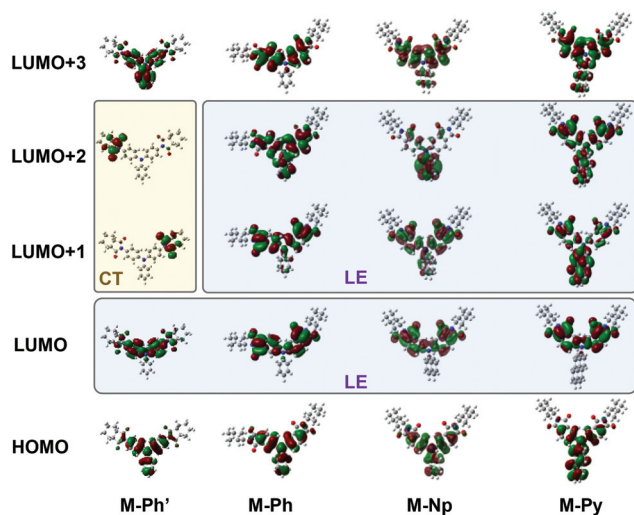 LUMO+3
LUMO+2
LUMO+1
CT
LE
LUMO
LE
HOMO
M-Ph’ M-Ph M-Np M-Py